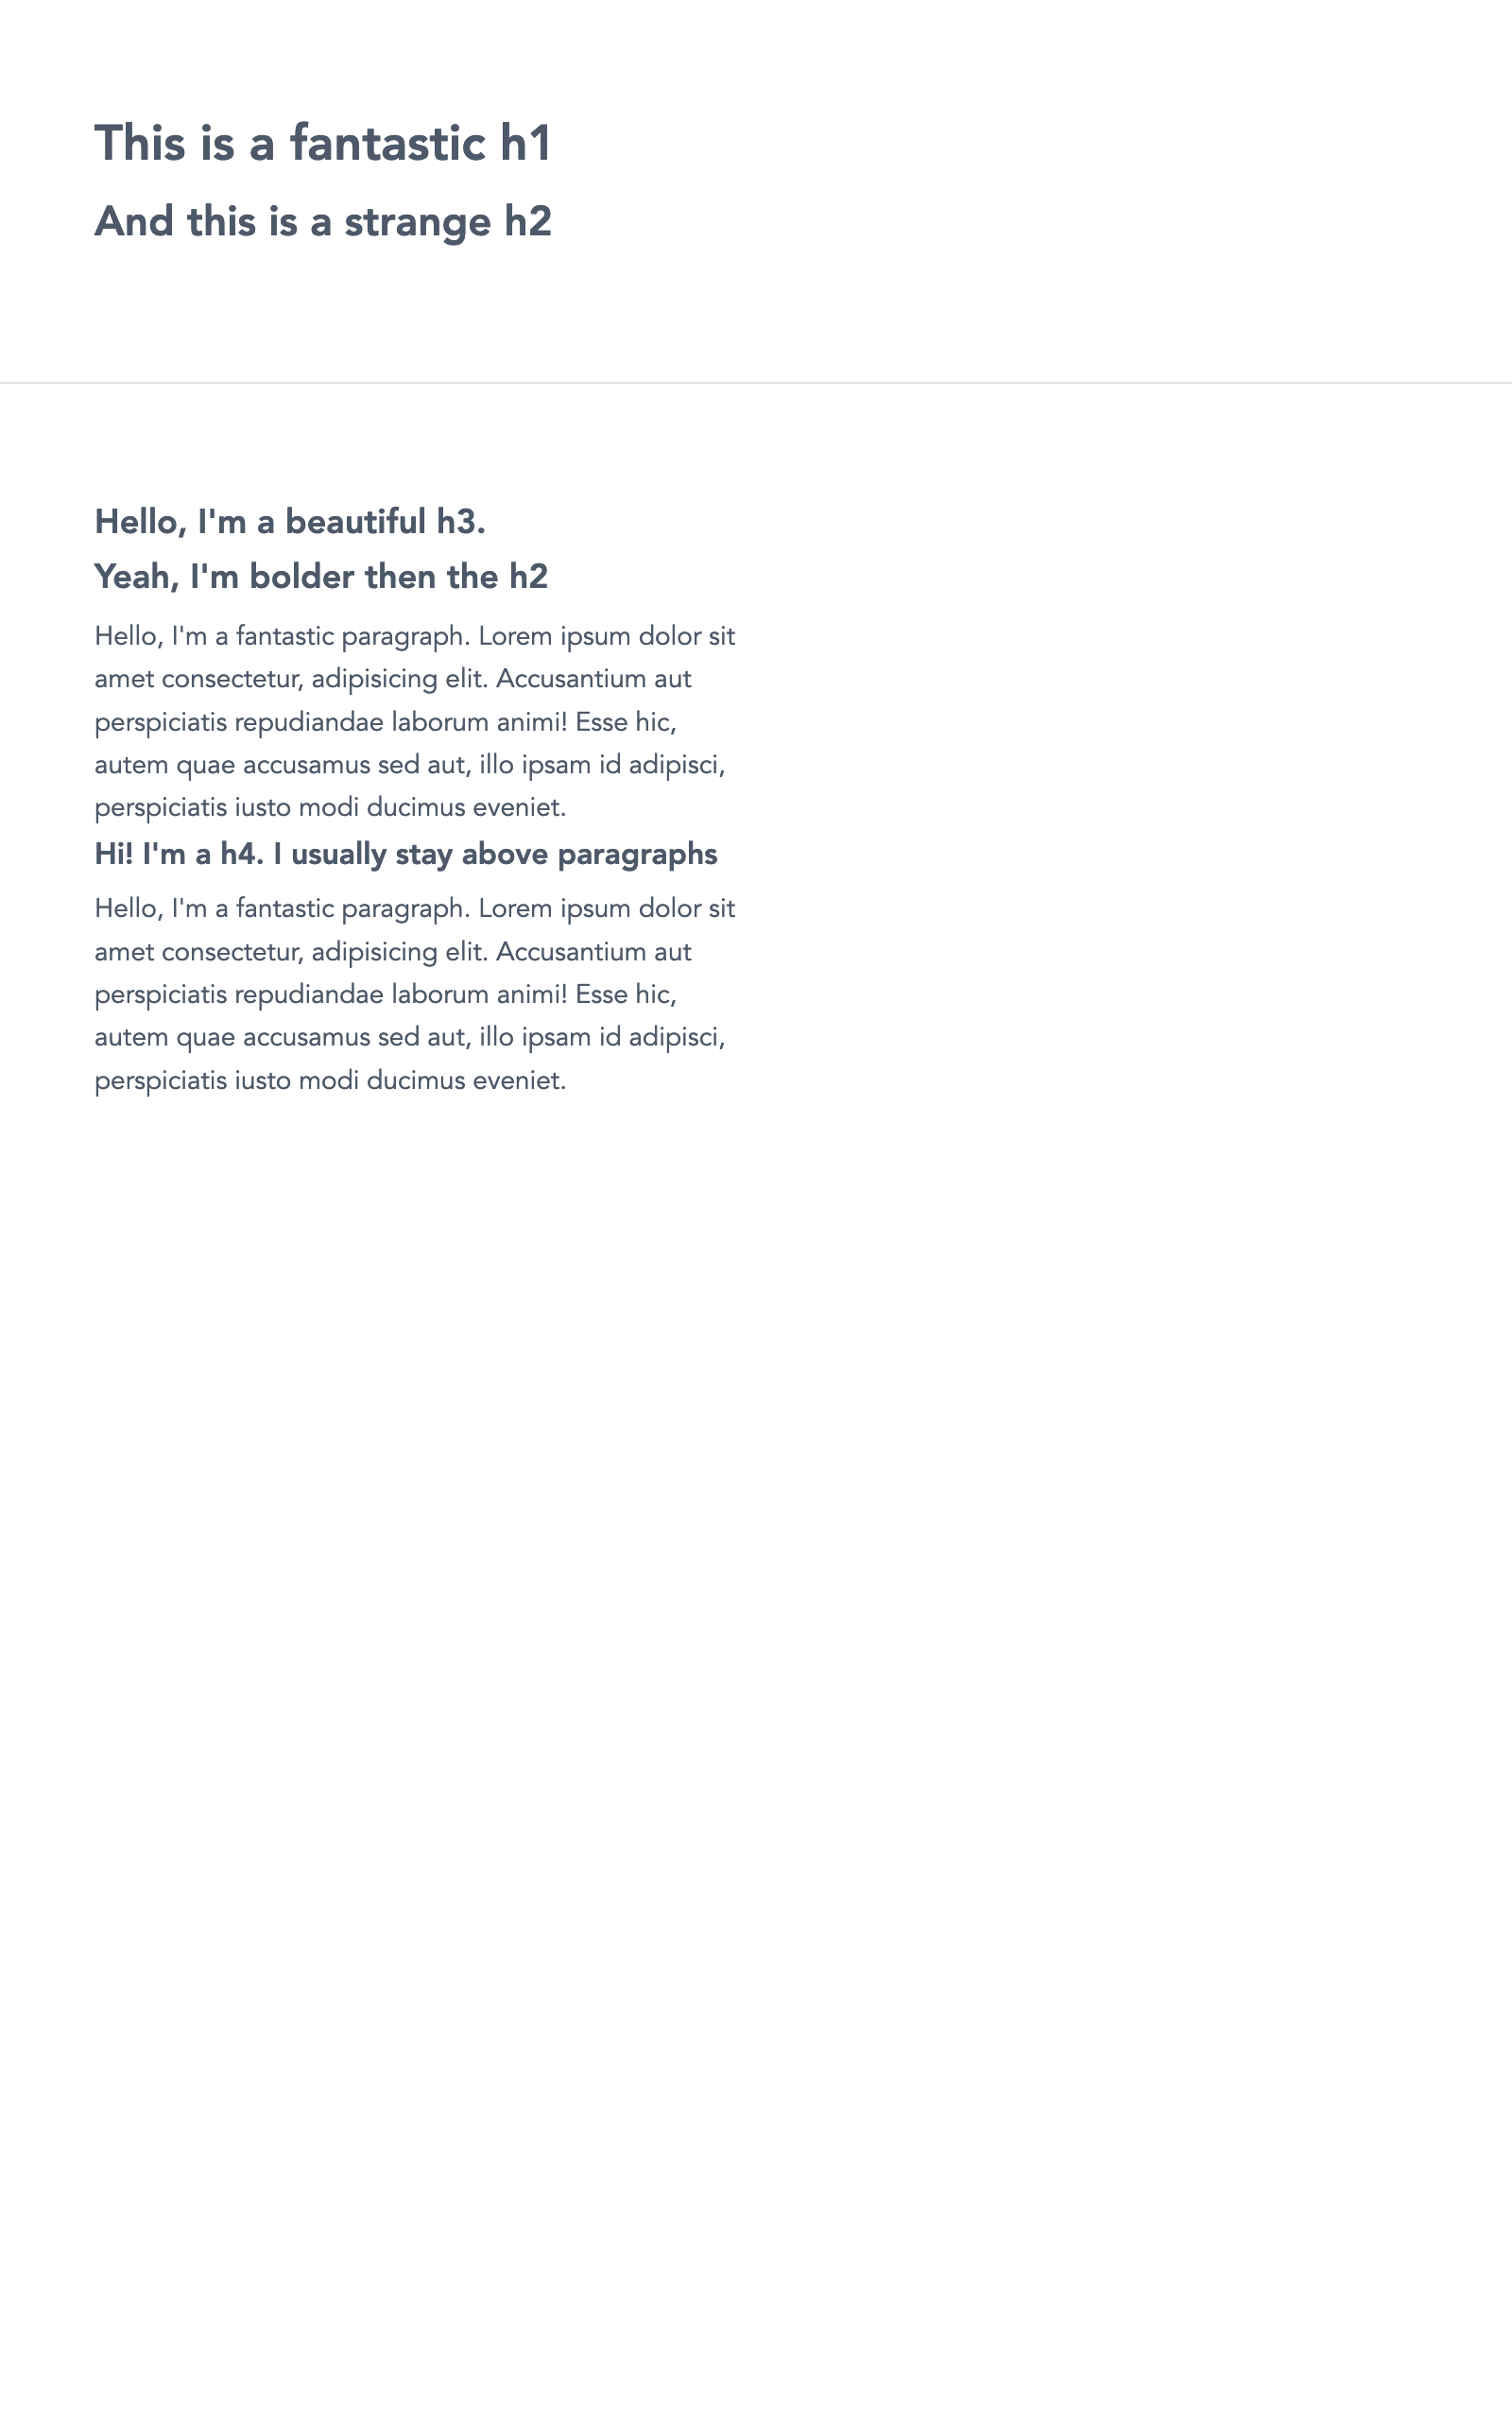 This is a fantastic h1
And this is a strange h2
Hello, I'm a beautiful h3.
Yeah, I'm bolder then the h2
Hello, I'm a fantastic paragraph. Lorem ipsum dolor sit
amet consectetur, adipisicing elit. Accusantium aut
perspiciatis repudiandae laborum animi! Esse hic,
autem quae accusamus sed aut, illo ipsam id adipisci,
perspiciatis iusto modi ducimus eveniet.
Hi! I'm a h4. I usually stay above paragraphs
Hello, I'm a fantastic paragraph. Lorem ipsum dolor sit
amet consectetur, adipisicing elit. Accusantium aut
perspiciatis repudiandae laborum animi! Esse hic,
autem quae accusamus sed aut, illo ipsam id adipisci,
perspiciatis iusto modi ducimus eveniet.